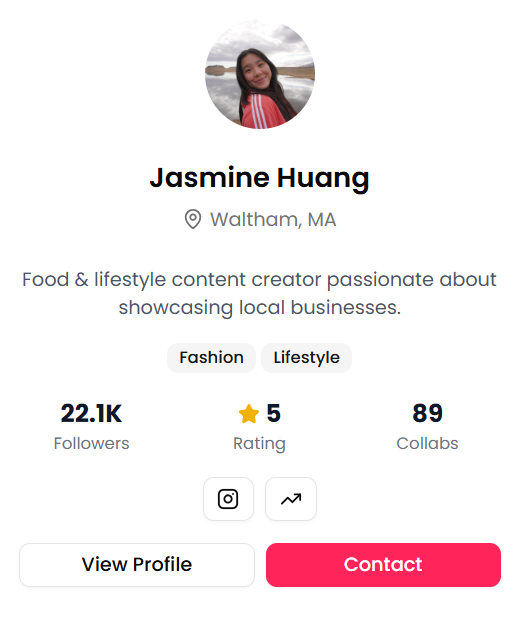 Jasmine Huang
Waltham, MA
Food & lifestyle content creator passionate about
showcasing local businesses.
Fashion Lifestyle
22.1K 5 89
Followers Rating Collabs
View Profile Contact